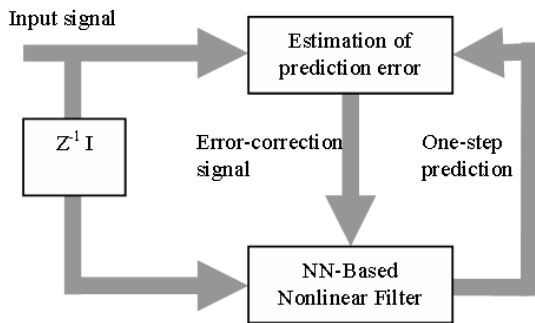 Input signal
Estimation of
prediction error
Z⁻¹ I
Error-correction
signal
One-step
prediction
NN-Based
Nonlinear Filter